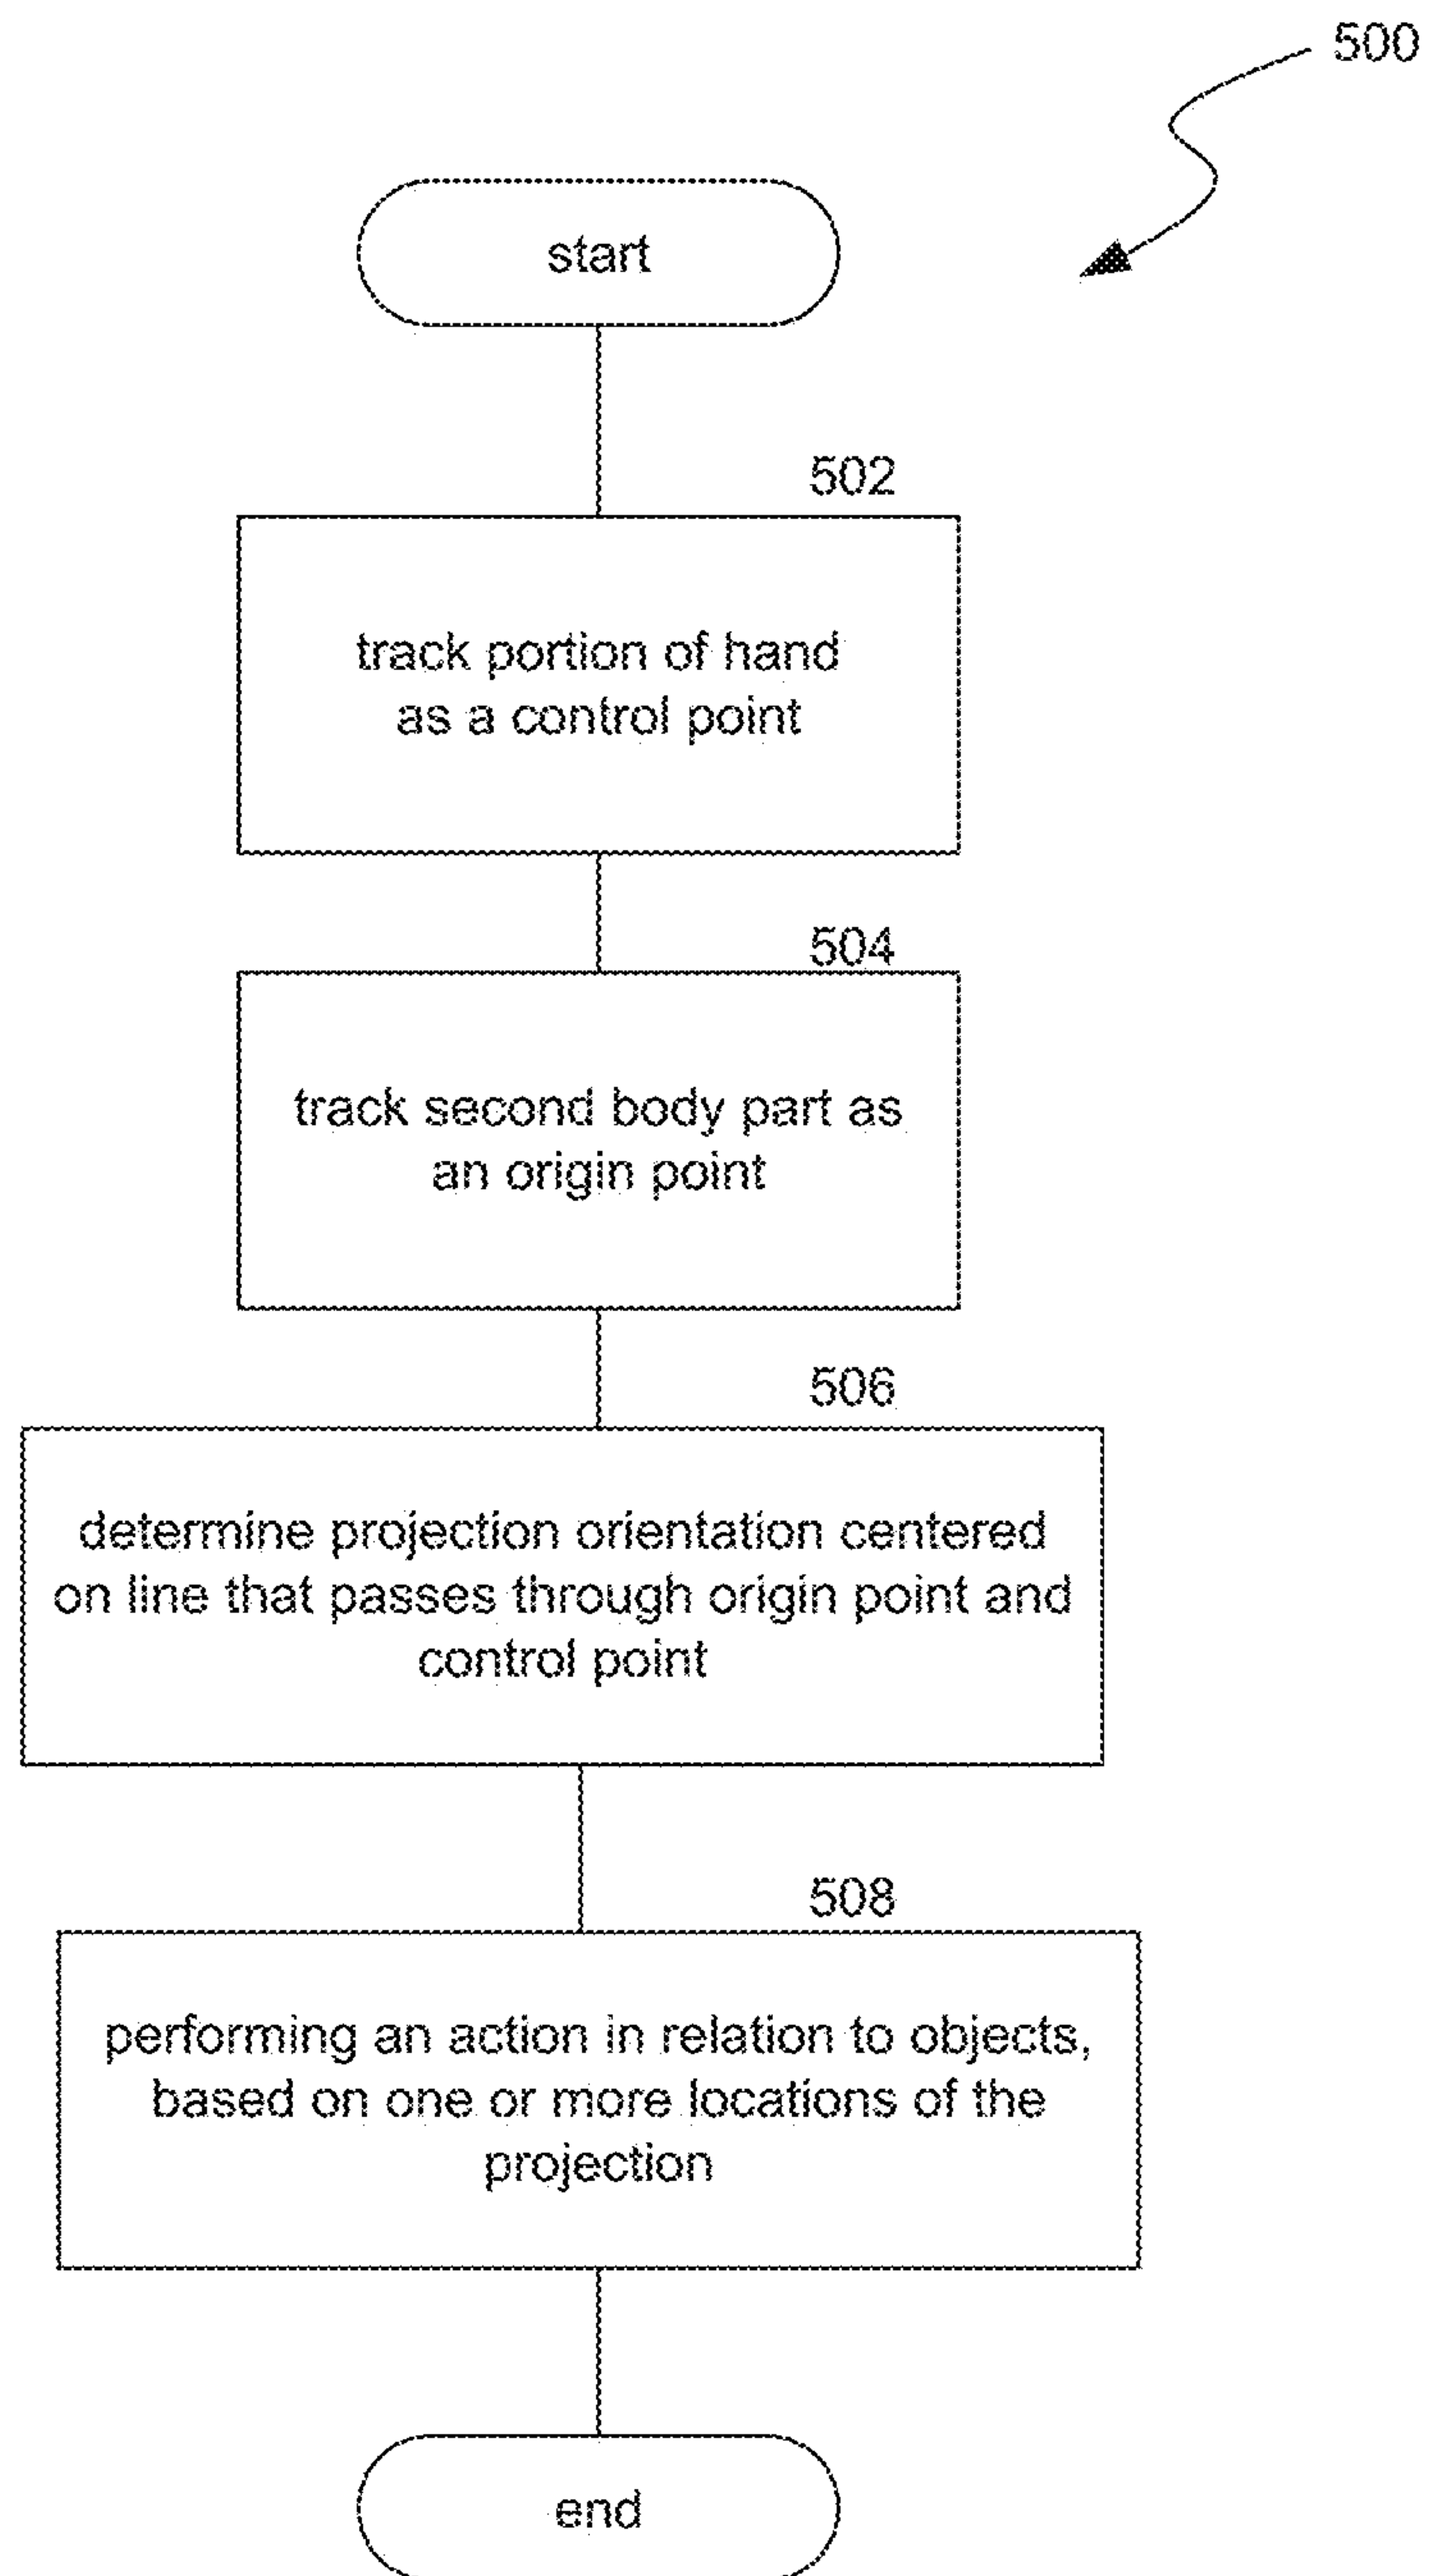 500
start
502
track portion of hand
as a control point
504
track second body part as
an origin point
506
determine projection orientation centered
on line that passes through origin point and
control point
508
performing an action in relation to objects,
based on one or more locations of the
projection
end